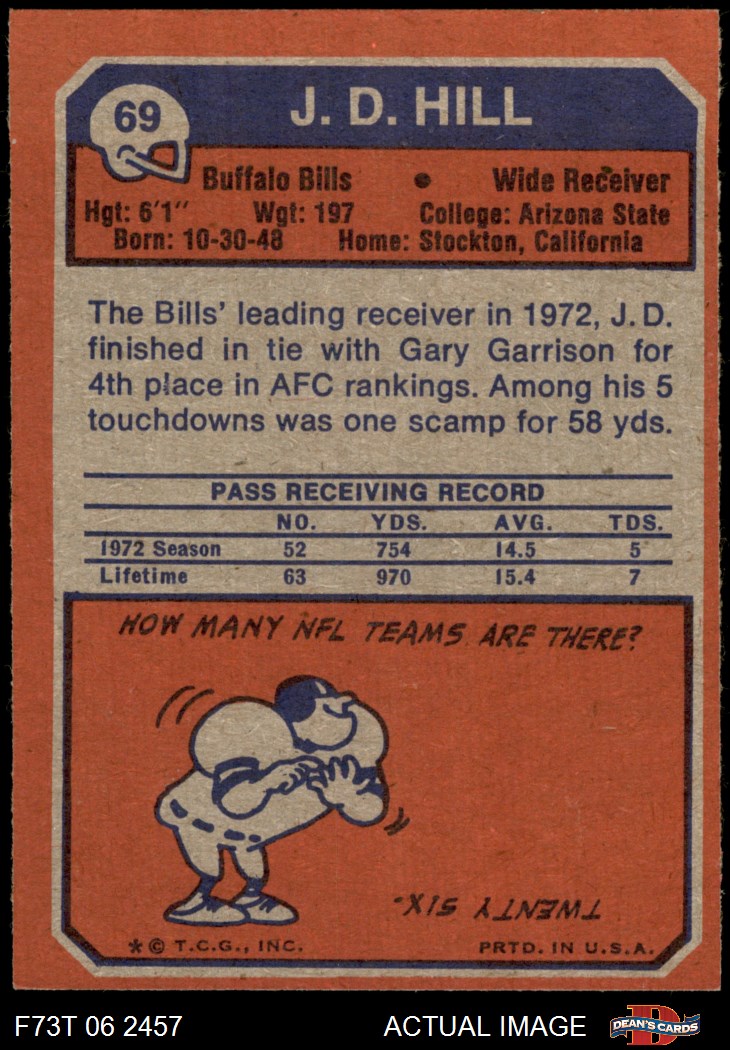 69
J. D. HILL
Buffalo Bills • Wide Receiver
Hgt: 6'1" Wgt: 197 College: Arizona State
Born: 10-30-48 Home: Stockton, California
The Bills' leading receiver in 1972, J.D.
finished in tie with Gary Garrison for
4th place in AFC rankings. Among his 5
touchdowns was one scamp for 58 yds.
PASS RECEIVING RECORD
NO. YDS. AVG. TDS.
1972 Season 52 754 14.5 5
Lifetime 63 970 15.4 7
HOW MANY NFL TEAMS ARE THERE?
TWENTY SIX.
* © T.C.G., INC. PRTD. IN U.S.A.
F73T 06 2457 ACTUAL IMAGE DEAN'S CARDS